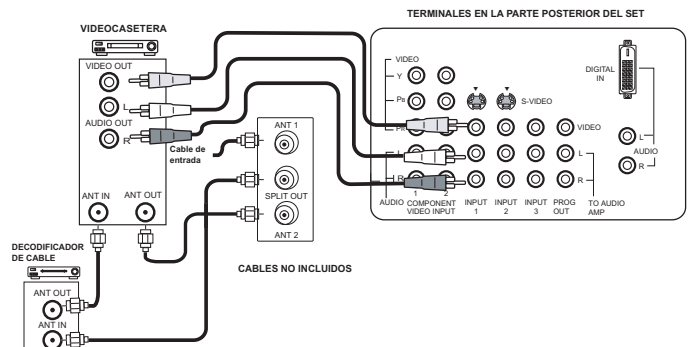 TERMINALES EN LA PARTE POSTERIOR DEL SET
VIDEOCASETERA
VIDEO OUT
L
AUDIO OUT
R
ANT IN
ANT OUT
Cable de
entrada
ANT 1
SPLIT OUT
ANT 2
DECODIFICADOR
DE CABLE
ANT OUT
ANT IN
CABLES NO INCLUIDOS
VIDEO
Y
PB
PR
L
R
1
2
AUDIO
COMPONENT
VIDEO INPUT
S-VIDEO
INPUT
1
INPUT
2
INPUT
3
PROG
OUT
VIDEO
L
R
TO AUDIO
AMP
DIGITAL
IN
L
AUDIO
R